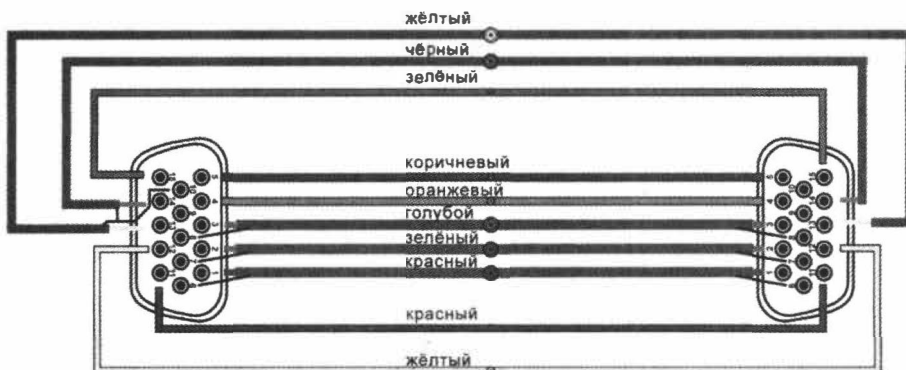 жёлтый
чёрный
зелёный
коричневый
оранжевый
голубой
зелёный
красный
красный
жёлтый